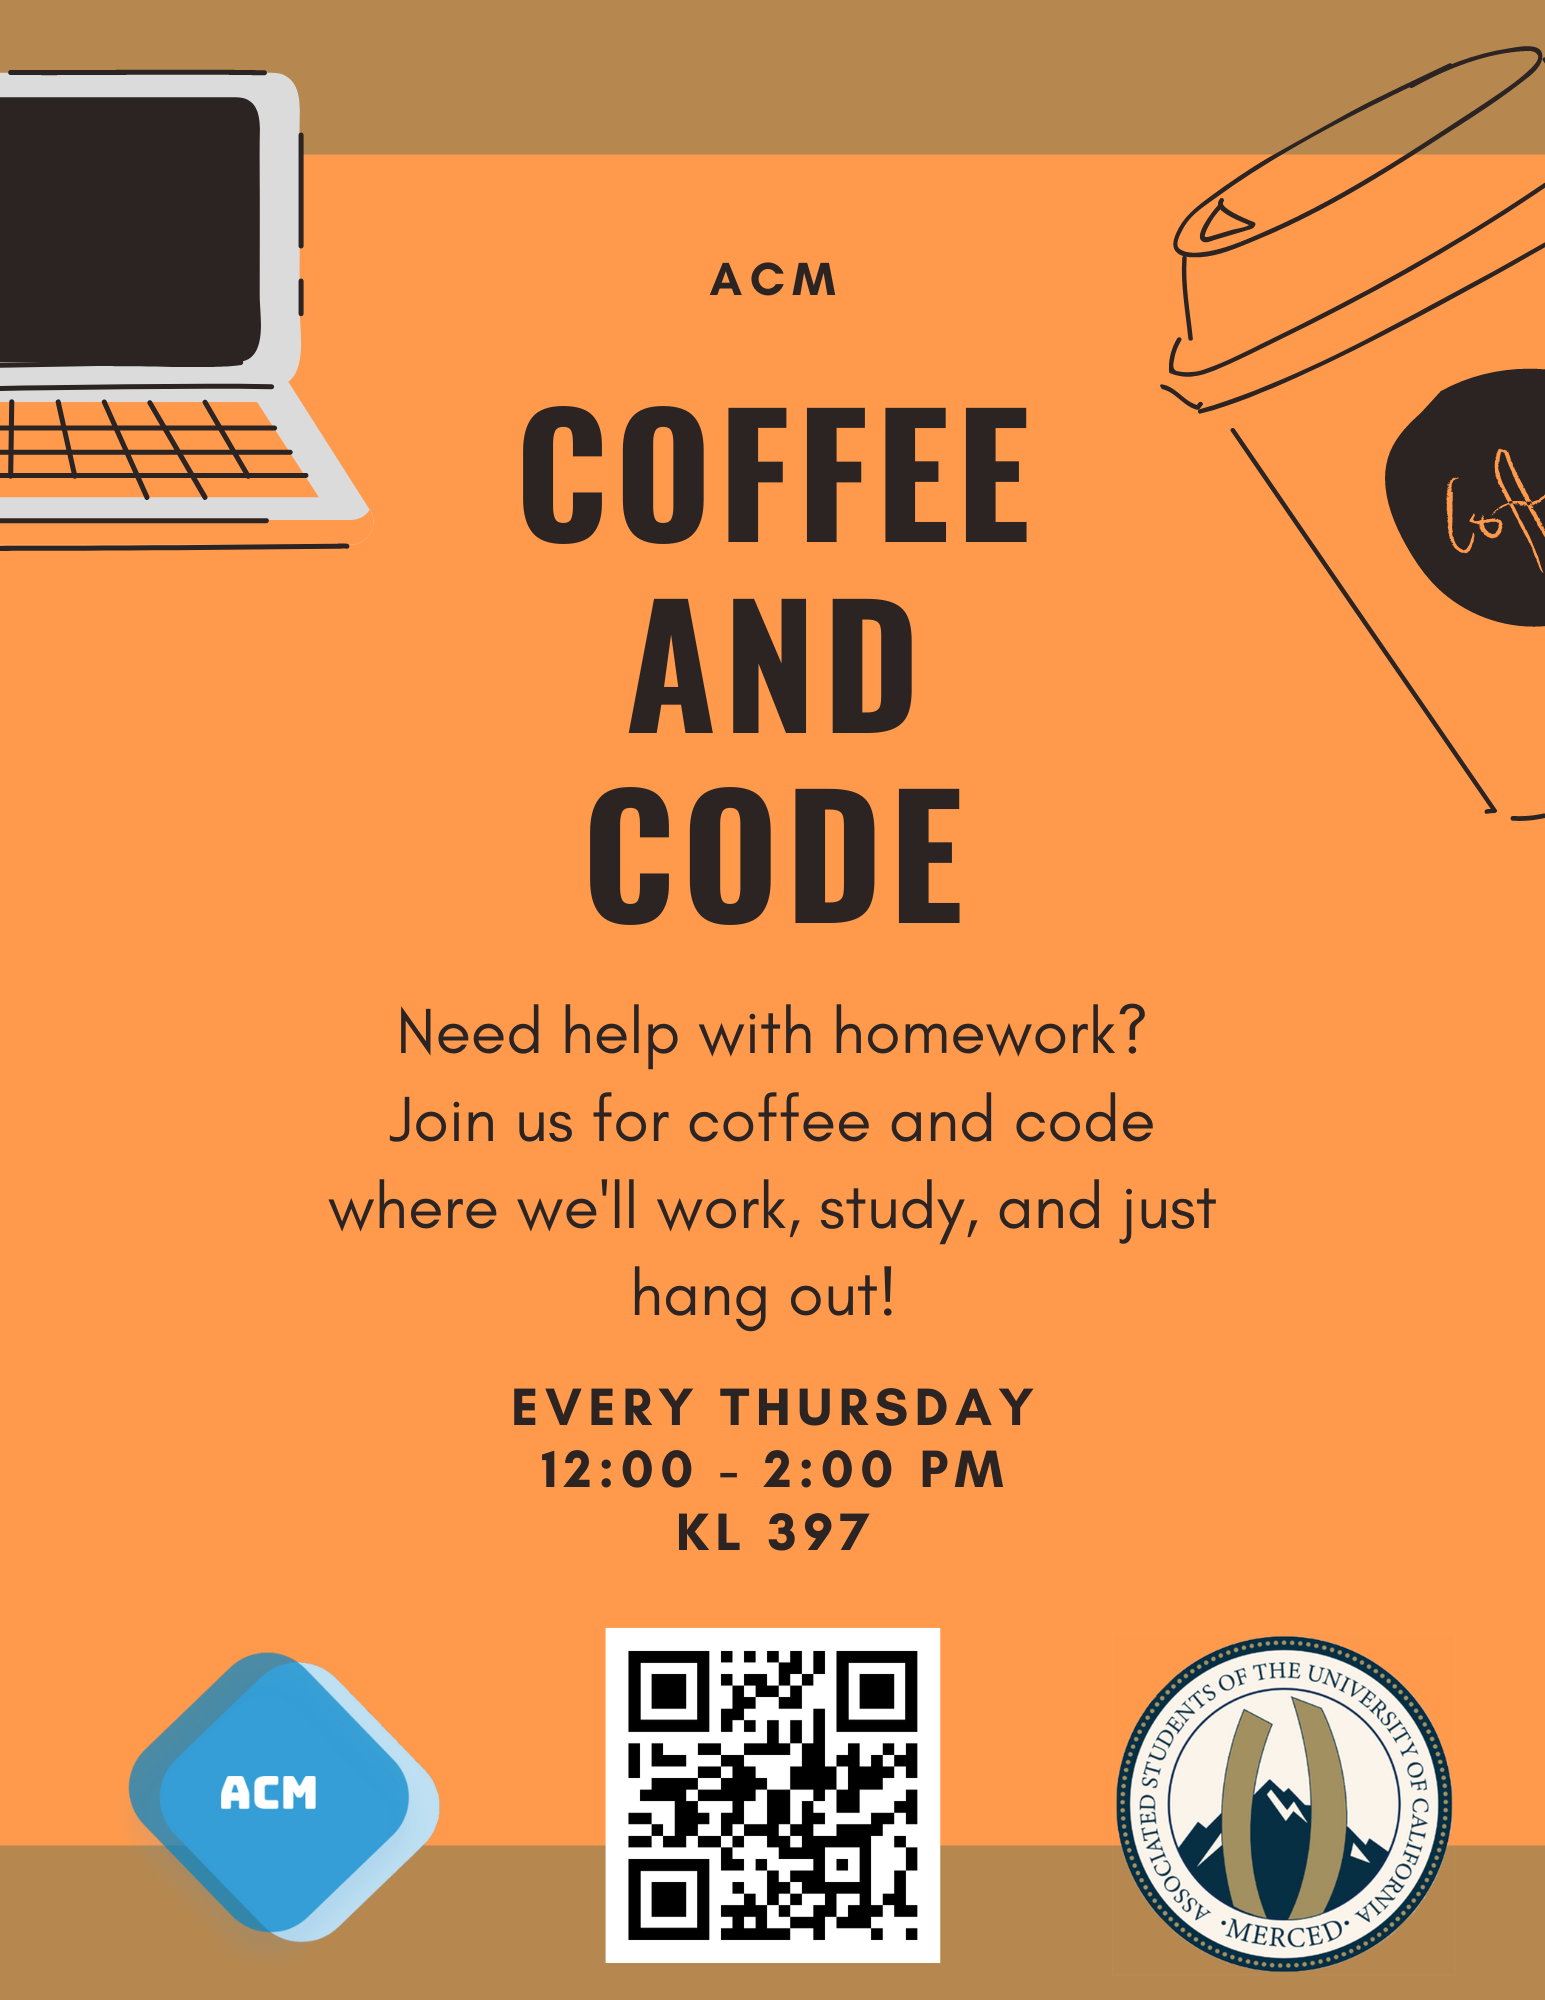 ACM
COFFEE
AND
CODE
Need help with homework?
Join us for coffee and code
where we'll work, study, and just
hang out!
EVERY THURSDAY
12:00 - 2:00 PM
KL 397
ACM
ASSOCIATED STUDENTS OF THE UNIVERSITY OF CALIFORNIA
•MERCED•